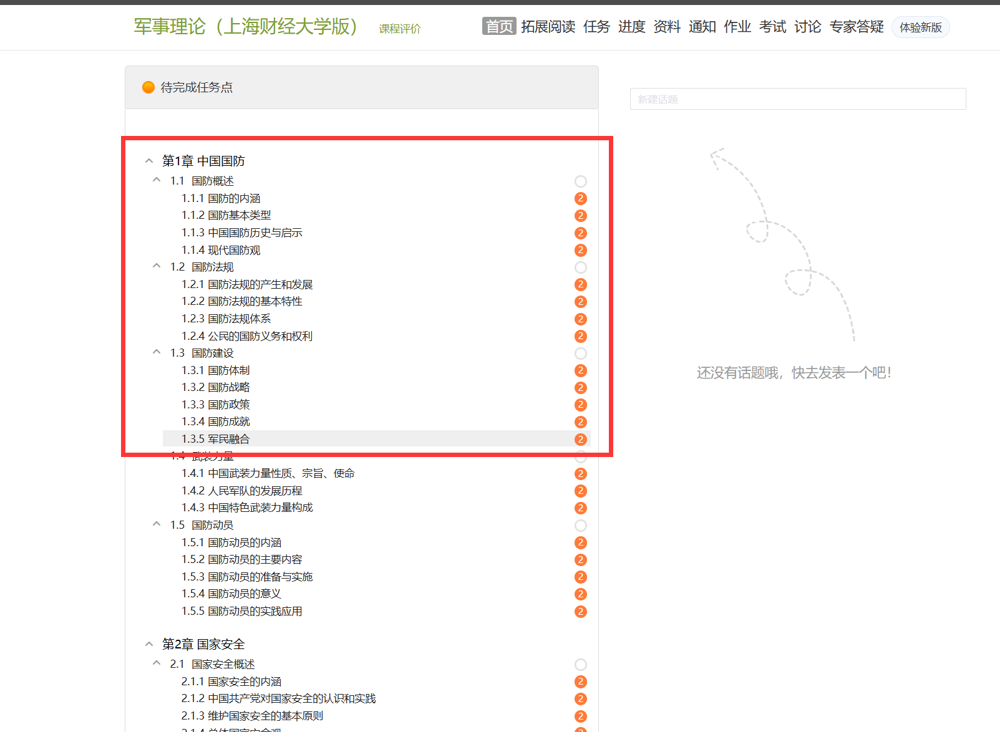 军事理论（上海财经大学版） 课程评价 首页 拓展阅读 任务 进度 资料 通知 作业 考试 讨论 专家答疑 体验新版
待完成任务点
新建话题
第1章 中国国防
1.1 国防概述
1.1.1 国防的内涵 2
1.1.2 国防基本类型 2
1.1.3 中国国防历史与启示 2
1.1.4 现代国防观 2
1.2 国防法规
1.2.1 国防法规的产生和发展 2
1.2.2 国防法规的基本特性 2
1.2.3 国防法规体系 2
1.2.4 公民的国防义务和权利 2
1.3 国防建设
1.3.1 国防体制 2
1.3.2 国防战略 2
1.3.3 国防政策 2
1.3.4 国防成就 2
1.3.5 军民融合 2
1.4 武装力量
1.4.1 中国武装力量性质、宗旨、使命 2
1.4.2 人民军队的发展历程 2
1.4.3 中国特色武装力量构成 2
1.5 国防动员
1.5.1 国防动员的内涵 2
1.5.2 国防动员的主要内容 2
1.5.3 国防动员的准备与实施 2
1.5.4 国防动员的意义 2
1.5.5 国防动员的实践应用 2
第2章 国家安全
2.1 国家安全概述
2.1.1 国家安全的内涵 2
2.1.2 中国共产党对国家安全的认识和实践 2
2.1.3 维护国家安全的基本原则 2
2.1.4 总体国家安全观 2
还没有话题哦，快去发表一个吧！